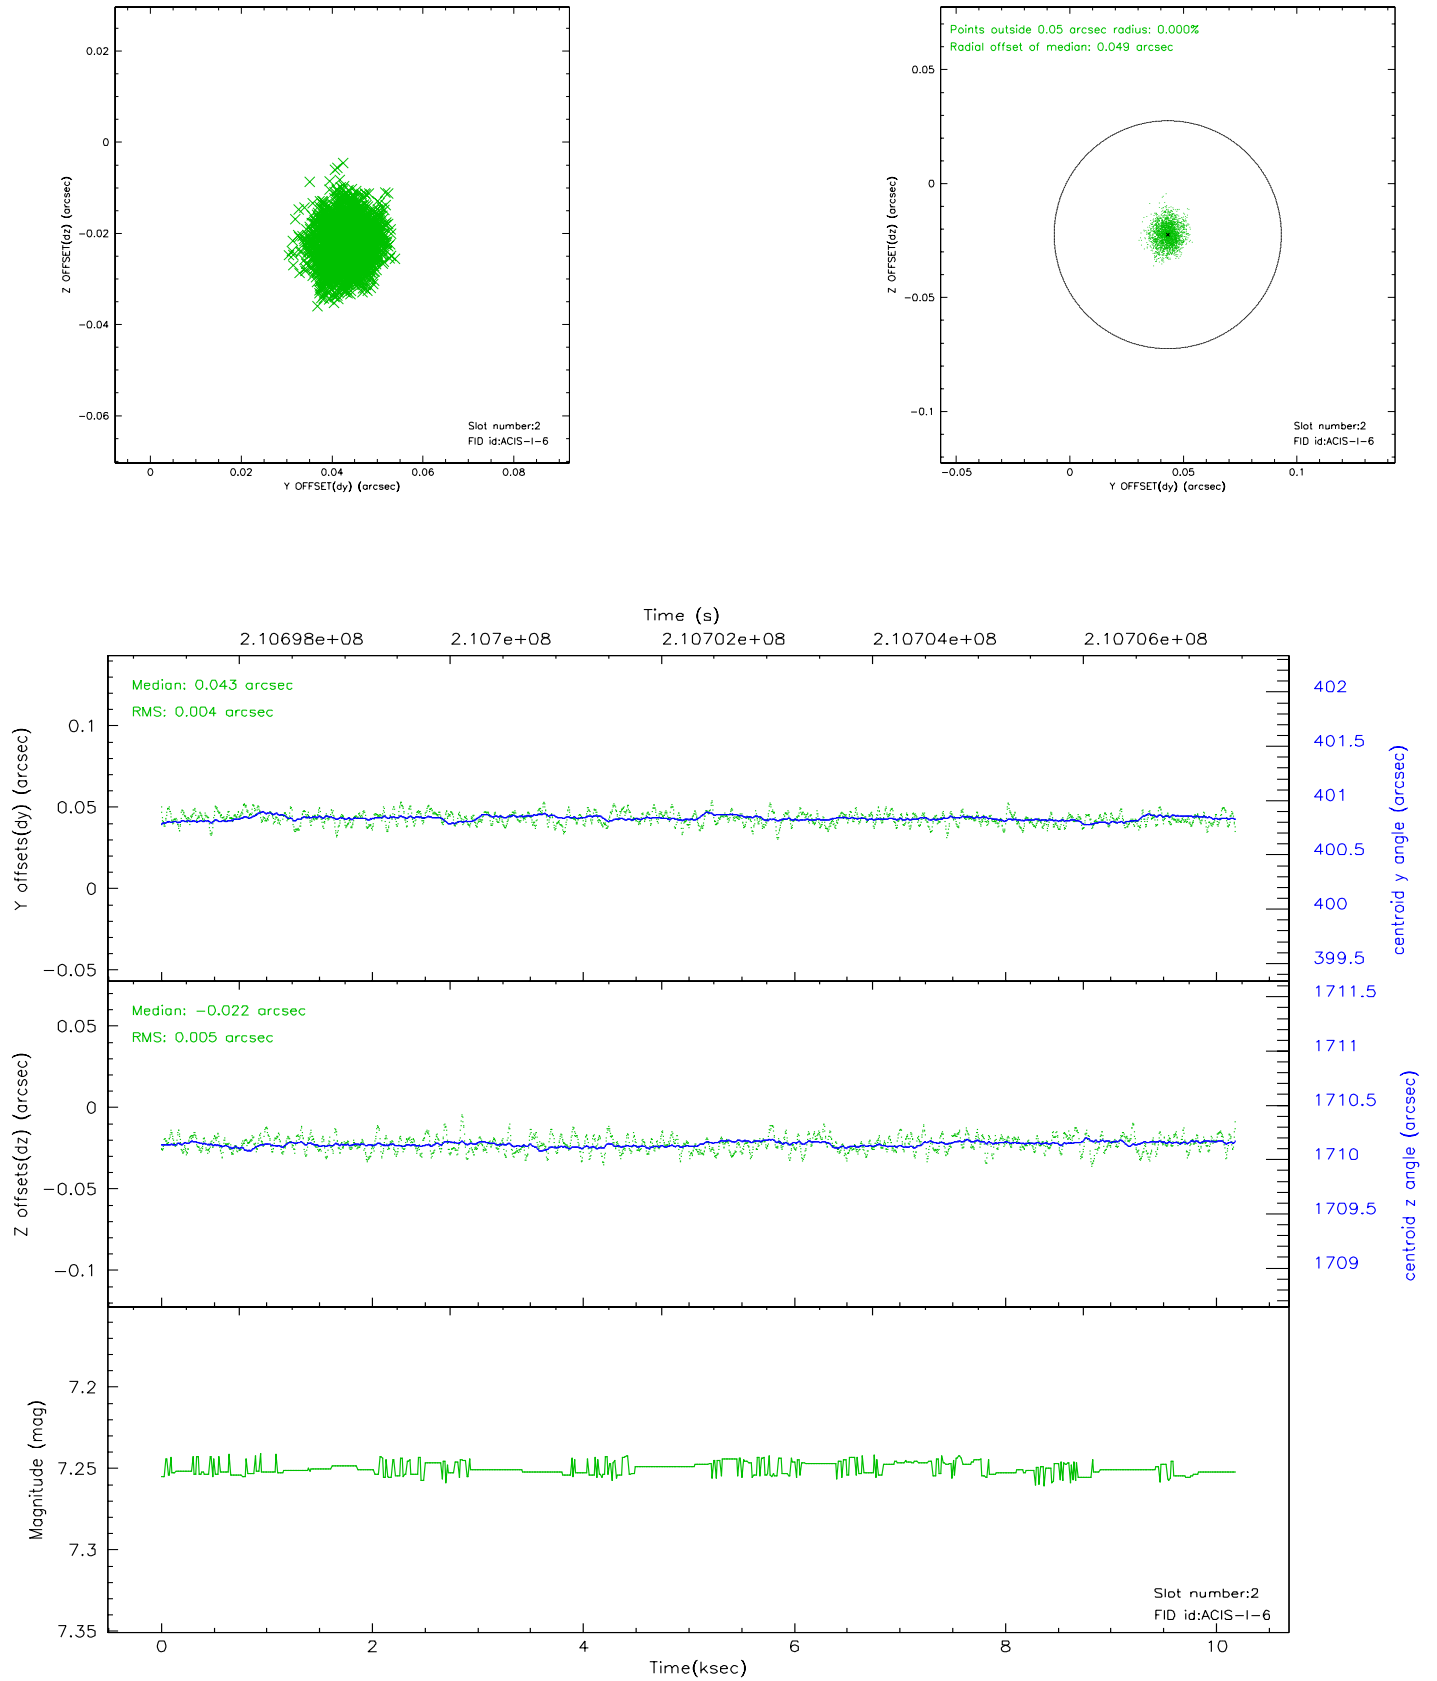 0.02
0
-0.02
-0.04
-0.06
Z OFFSET(dz) (arcsec)
0
0.02
0.04
0.06
0.08
Y OFFSET(dy) (arcsec)
Slot number:2
FID id:ACIS-I-6
Points outside 0.05 arcsec radius: 0.000%
Radial offset of median: 0.049 arcsec
0.05
0
-0.05
-0.1
Z OFFSET(dz) (arcsec)
-0.05
0
0.05
0.1
Y OFFSET(dy) (arcsec)
Slot number:2
FID id:ACIS-I-6
Time (s)
2.10698e+08
2.107e+08
2.10702e+08
2.10704e+08
2.10706e+08
Median: 0.043 arcsec
RMS: 0.004 arcsec
0.1
0.05
0
-0.05
Y offsets(dy) (arcsec)
402
401.5
401
400.5
400
399.5
centroid y angle (arcsec)
Median: -0.022 arcsec
RMS: 0.005 arcsec
0.05
0
-0.05
-0.1
Z offsets(dz) (arcsec)
1711.5
1711
1710.5
1710
1709.5
1709
centroid z angle (arcsec)
7.2
7.25
7.3
7.35
Magnitude (mag)
Slot number:2
FID id:ACIS-I-6
0
2
4
6
8
10
Time(ksec)